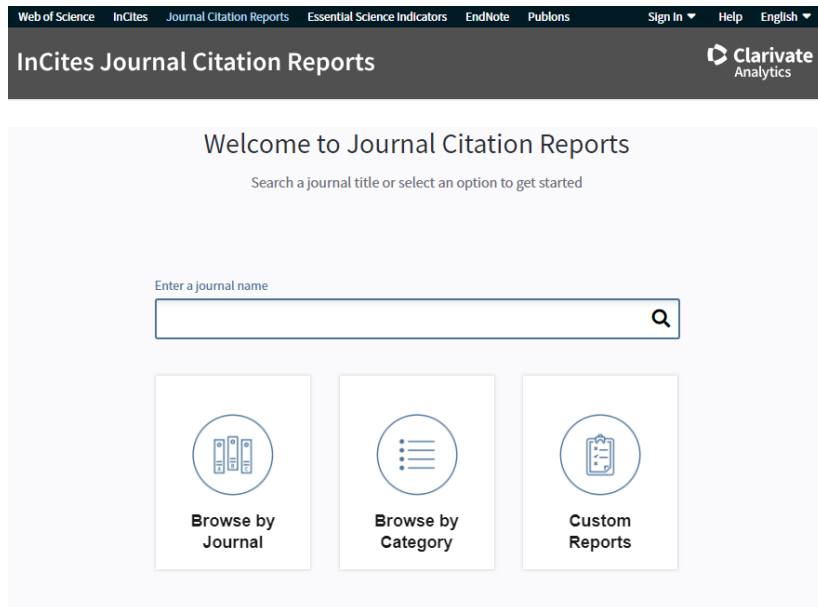 Web of Science InCites Journal Citation Reports Essential Science Indicators EndNote Publons Sign In Help English
InCites Journal Citation Reports
Clarivate
Analytics
Welcome to Journal Citation Reports
Search a journal title or select an option to get started
Enter a journal name
Browse by
Journal
Browse by
Category
Custom
Reports